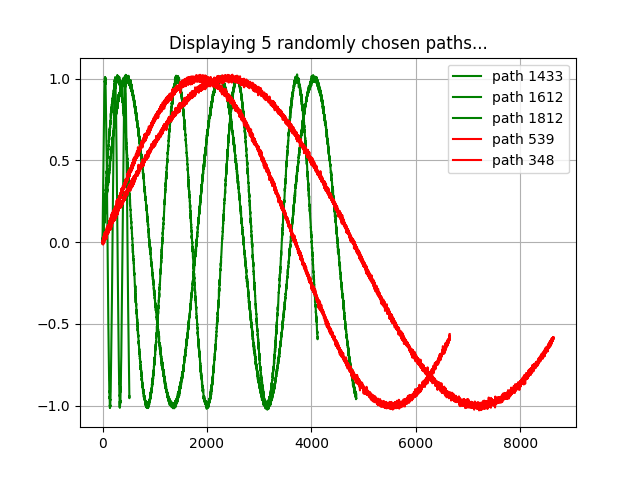 Displaying 5 randomly chosen paths...
1.0
0.5
0.0
−0.5
−1.0
0 2000 4000 6000 8000
path 1433
path 1612
path 1812
path 539
path 348